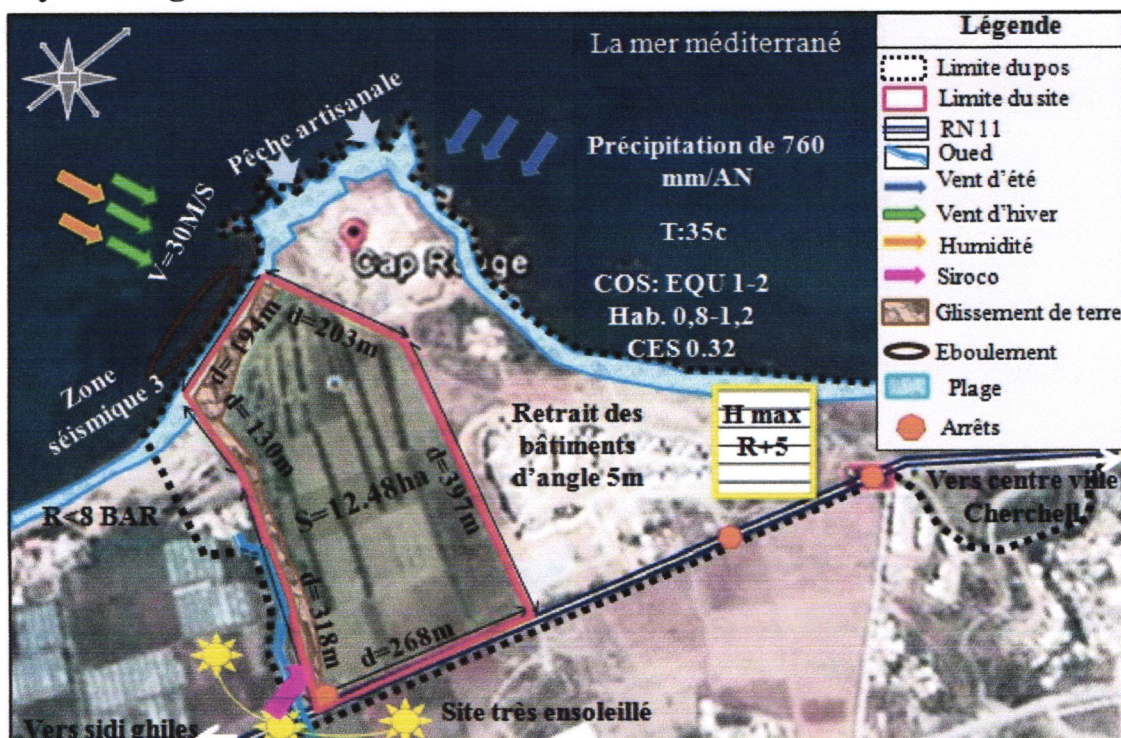 La mer méditerrané
Pêche artisanale
Précipitation de 760
mm/AN
T:35c
COS: EQU 1-2
Hab. 0,8-1,2
CES 0.32
V=30M/S
Cap Rouge
Zone
séismique 3
d=194m
d=203m
d=130m
d=397m
S=12.48ha
d=318m
d=268m
Retrait des
bâtiments
d'angle 5m
H max
R+5
R<8 BAR
Vers centre ville
Cherchell
Vers sidi ghiles
Site très ensoleillé
Légende
Limite du pos
Limite du site
RN 11
Oued
Vent d'été
Vent d'hiver
Humidité
Siroco
Glissement de terre
Eboulement
Plage
Arrêts